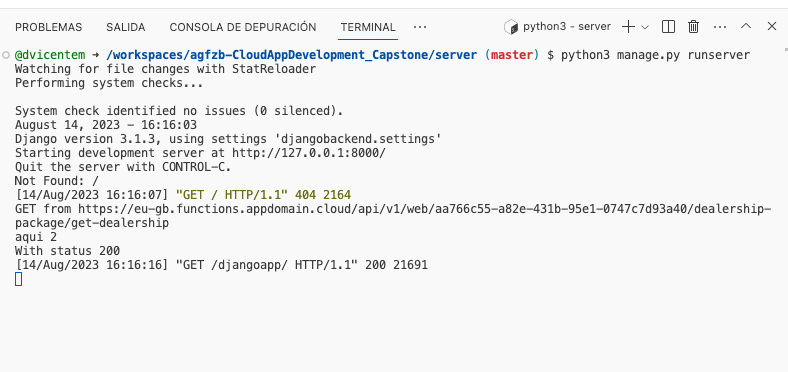 PROBLEMAS SALIDA CONSOLA DE DEPURACIÓN TERMINAL ··· python3 - server
@dvicentem → /workspaces/agfzb-CloudAppDevelopment_Capstone/server (master) $ python3 manage.py runserver
Watching for file changes with StatReloader
Performing system checks...
System check identified no issues (0 silenced).
August 14, 2023 - 16:16:03
Django version 3.1.3, using settings 'djangobackend.settings'
Starting development server at http://127.0.0.1:8000/
Quit the server with CONTROL-C.
Not Found: /
[14/Aug/2023 16:16:07] "GET / HTTP/1.1" 404 2164
GET from https://eu-gb.functions.appdomain.cloud/api/v1/web/aa766c55-a82e-431b-95e1-0747c7d93a40/dealership-
package/get-dealership
aqui 2
With status 200
[14/Aug/2023 16:16:16] "GET /djangoapp/ HTTP/1.1" 200 21691